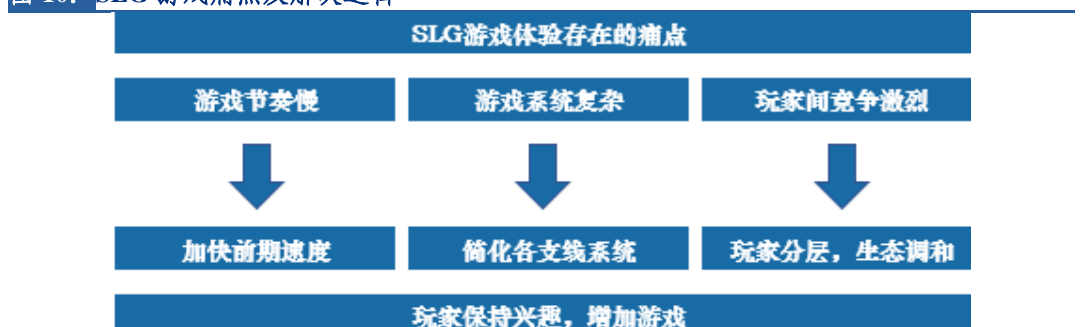 SLG游戏体验存在的痛点
游戏节奏慢 游戏系统复杂 玩家间竞争激烈
加快前期速度 简化各支线系统 玩家分层，生态调和
玩家保持兴趣，增加游戏